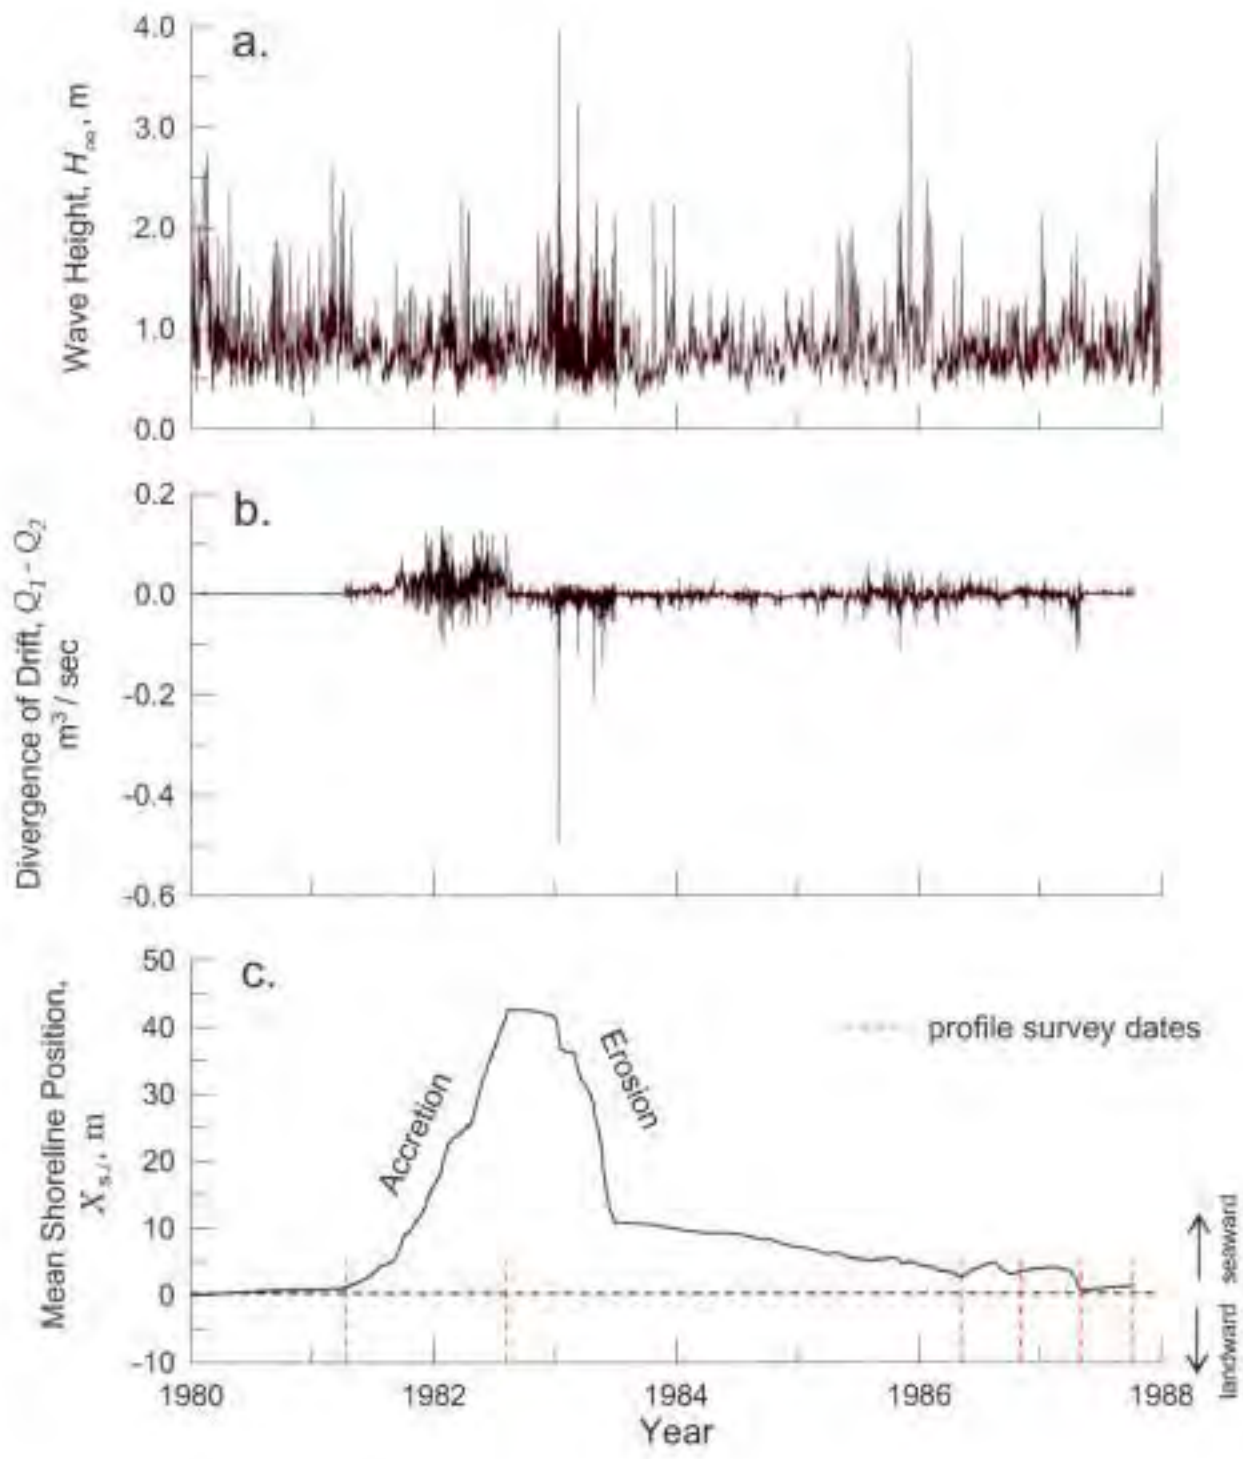 a.
4.0
3.0
2.0
1.0
0.0
Wave Height, H∞, m
b.
0.2
0.0
-0.2
-0.4
-0.6
Divergence of Drift, Q1 - Q2
m³ / sec
c.
50
40
30
20
10
0
-10
Mean Shoreline Position,
m
Accretion
Erosion
profile survey dates
seaward
landward
1980
1982
1984
1986
1988
Year